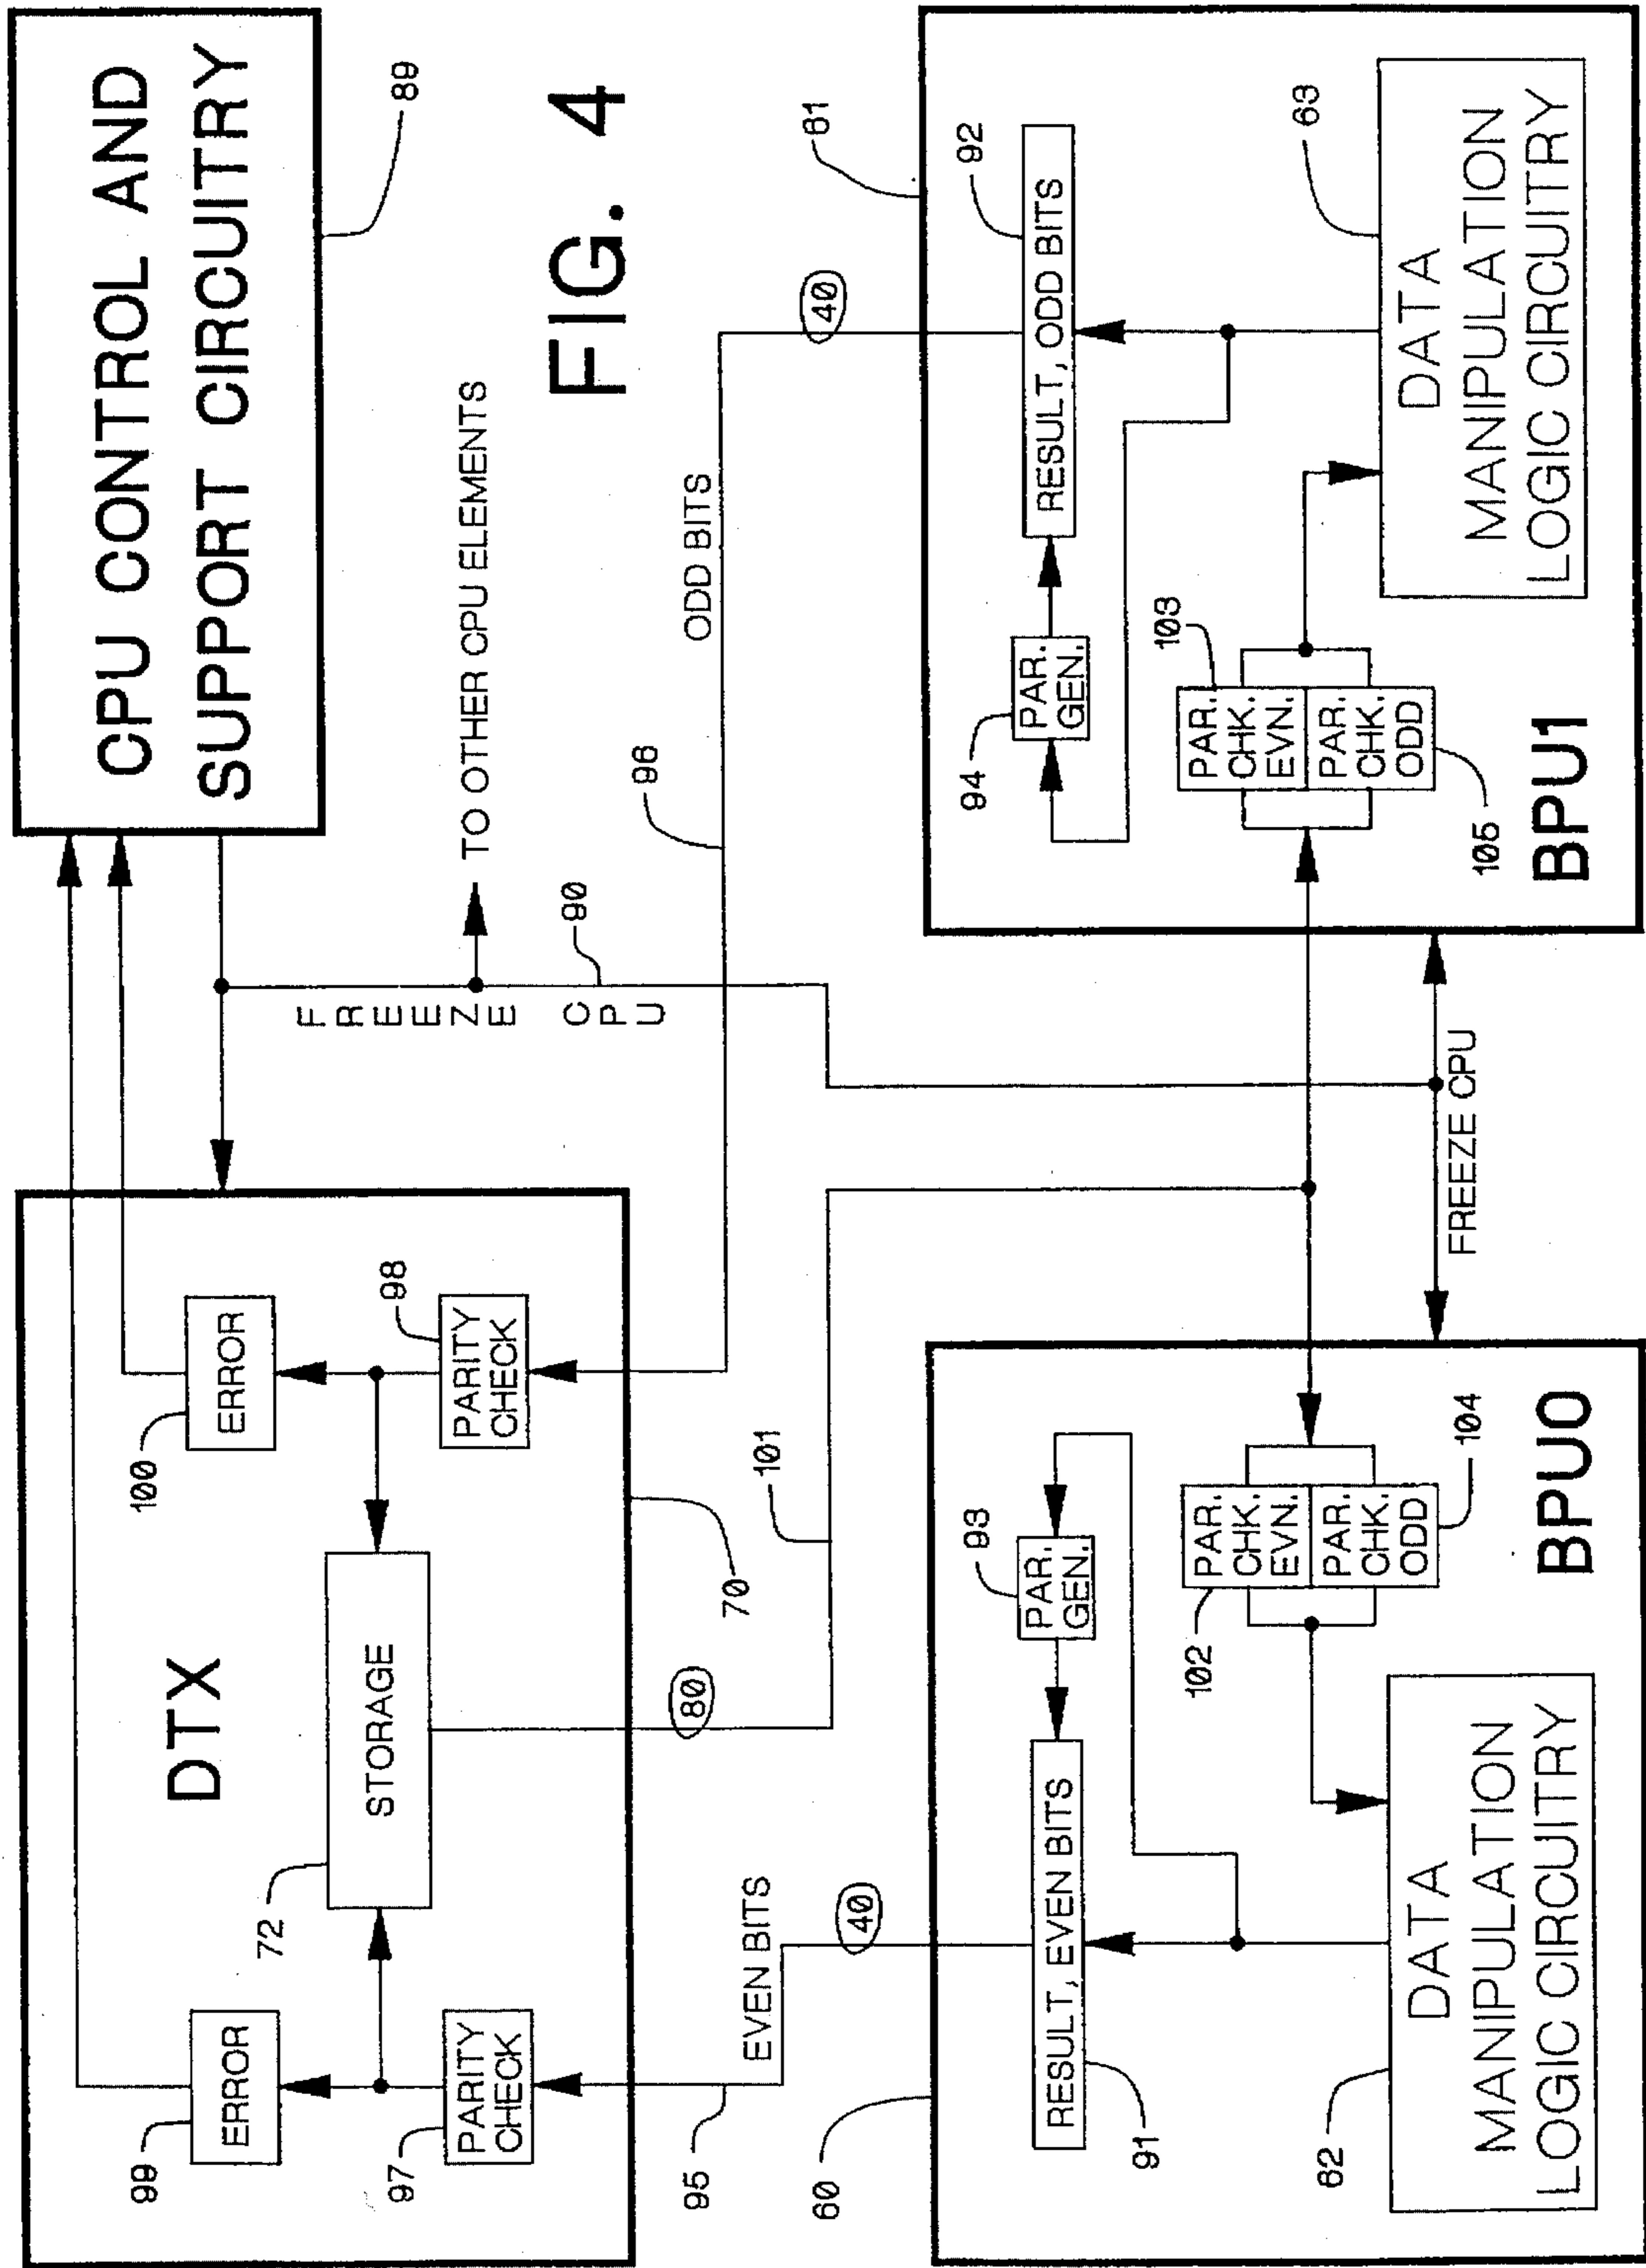 CPU CONTROL AND
SUPPORT CIRCUITRY
89
FIG. 4
DTX
99
ERROR
100
ERROR
72
STORAGE
97
PARITY
CHECK
98
PARITY
CHECK
70
FREEZE CPU
90
TO OTHER CPU ELEMENTS
96
ODD BITS
95
EVEN BITS
40
80
101
40
60
RESULT, EVEN BITS
91
93
PAR.
GEN.
102
PAR.
CHK.
EVN.
PAR.
CHK.
ODD
104
62
DATA
MANIPULATION
LOGIC CIRCUITRY
BPU0
FREEZE CPU
61
94
PAR.
GEN.
RESULT, ODD BITS
92
103
PAR.
CHK.
EVN.
PAR.
CHK.
ODD
105
63
DATA
MANIPULATION
LOGIC CIRCUITRY
BPU1